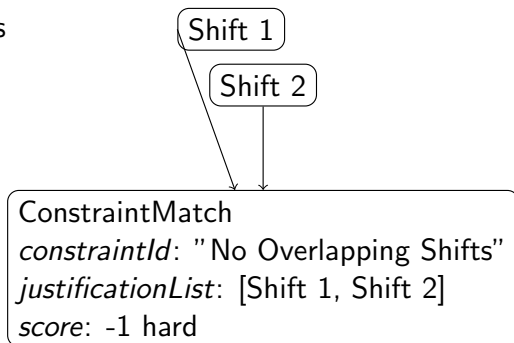 s
Shift 1
Shift 2
ConstraintMatch
constraintId: "No Overlapping Shifts"
justificationList: [Shift 1, Shift 2]
score: -1 hard